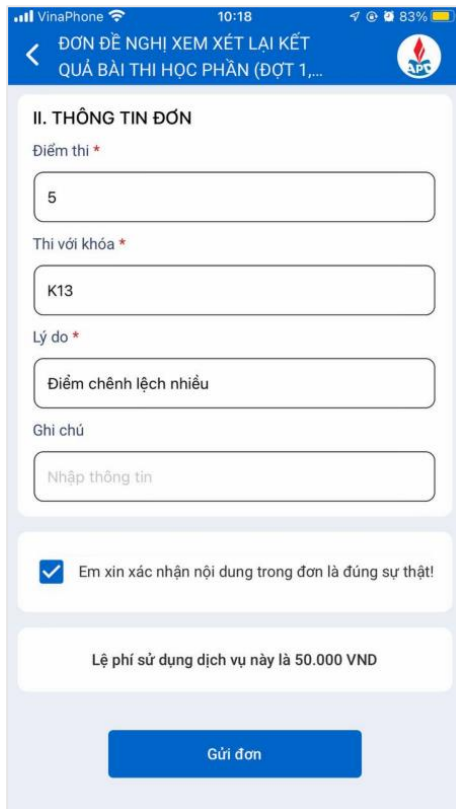 VinaPhone 10:18 83%
ĐƠN ĐỀ NGHỊ XEM XÉT LẠI KẾT
QUẢ BÀI THI HỌC PHẦN (ĐỢT 1,...
APC
II. THÔNG TIN ĐƠN
Điểm thi *
5
Thi với khóa *
K13
Lý do *
Điểm chênh lệch nhiều
Ghi chú
Nhập thông tin
Em xin xác nhận nội dung trong đơn là đúng sự thật!
Lệ phí sử dụng dịch vụ này là 50.000 VND
Gửi đơn